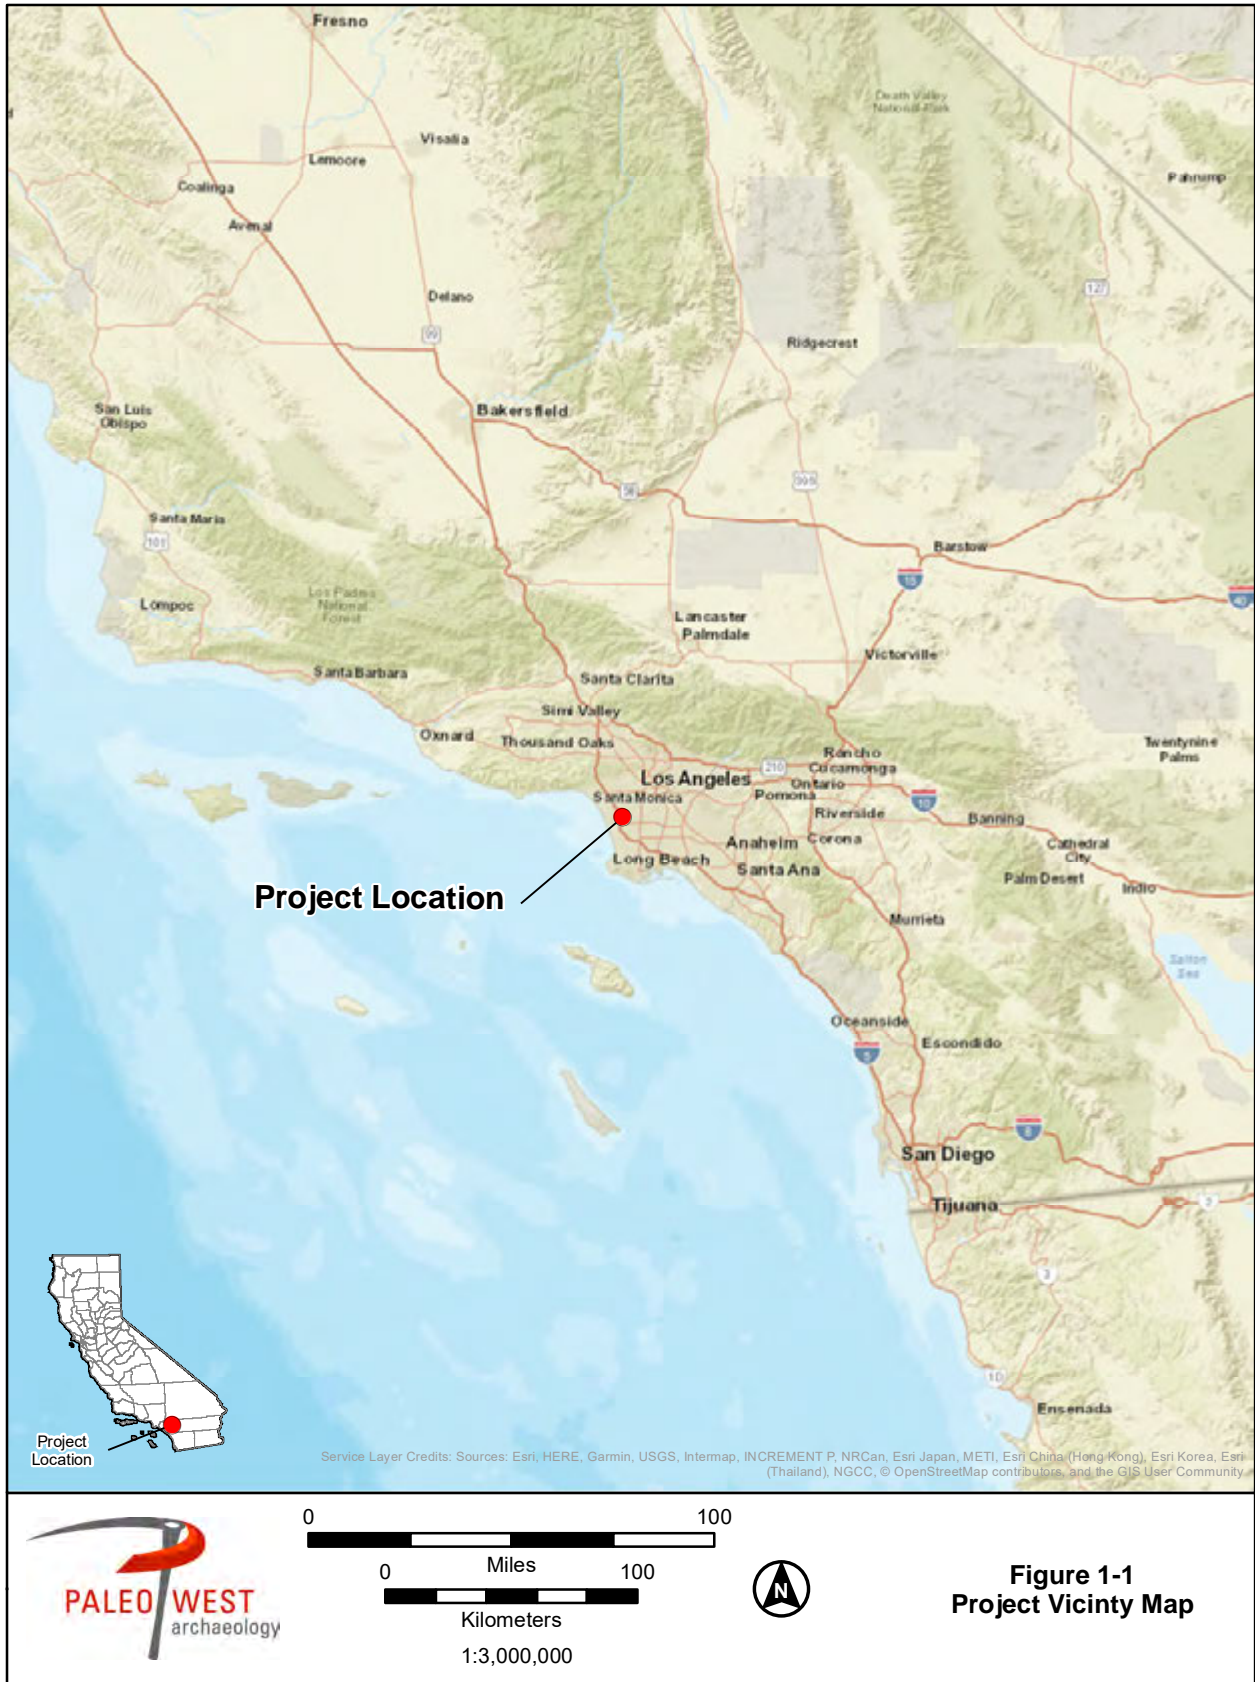 Fresno
Death Valley
National Park
Visalia
Lemoore
Pahrump
Coalinga
Avenal
127
Delano
99
Ridgecrest
San Luis
Obispo
Bakersfield
395
58
Santa Maria
101
Barstow
15
40
Los Padres
National
Forest
Lompoc
Lancaster
Palmdale
Victorville
Santa Barbara
Santa Clarita
Simi Valley
Oxnard
Thousand Oaks
Twentynine
Palms
Rancho
Cucamonga
210
Los Angeles
Ontario
Santa Monica
Pomona
10
Riverside
Banning
Anaheim
Corona
Cathedral
City
Long Beach
Santa Ana
Palm Desert
Indio
Project Location
Murrieta
Salton
Sea
Oceanside
Escondido
5
8
San Diego
Tijuana
2
3
1D
Ensenada
Project
Location
Service Layer Credits: Sources: Esri, HERE, Garmin, USGS, Intermap, INCREMENT P, NRCan, Esri Japan, METI, Esri China (Hong Kong), Esri Korea, Esri
(Thailand), NGCC, © OpenStreetMap contributors, and the GIS User Community
0 100
Miles
0 100
Kilometers
1:3,000,000
PALEO WEST
archaeology
N
Figure 1-1
Project Vicinty Map